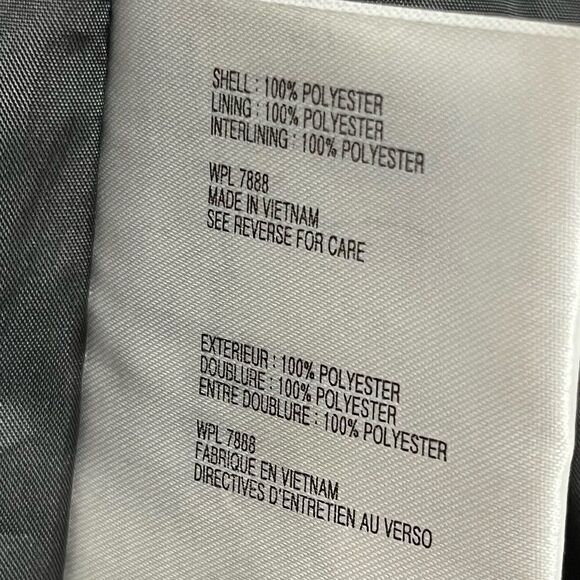 SHELL : 100% POLYESTER
LINING : 100% POLYESTER
INTERLINING : 100% POLYESTER
WPL 7888
MADE IN VIETNAM
SEE REVERSE FOR CARE
EXTERIEUR : 100% POLYESTER
DOUBLURE : 100% POLYESTER
ENTRE DOUBLURE : 100% POLYESTER
WPL 7888
FABRIQUE EN VIETNAM
DIRECTIVES D'ENTRETIEN AU VERSO